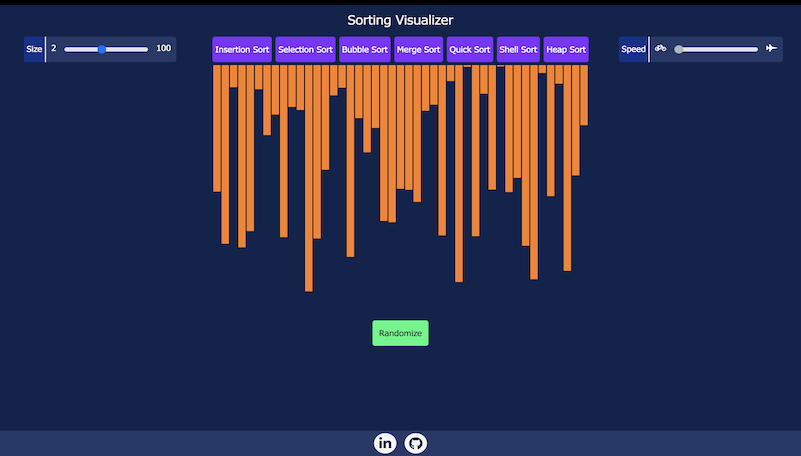 Sorting Visualizer
Size 2 100 Insertion Sort Selection Sort Bubble Sort Merge Sort Quick Sort Shell Sort Heap Sort Speed
Randomize
in